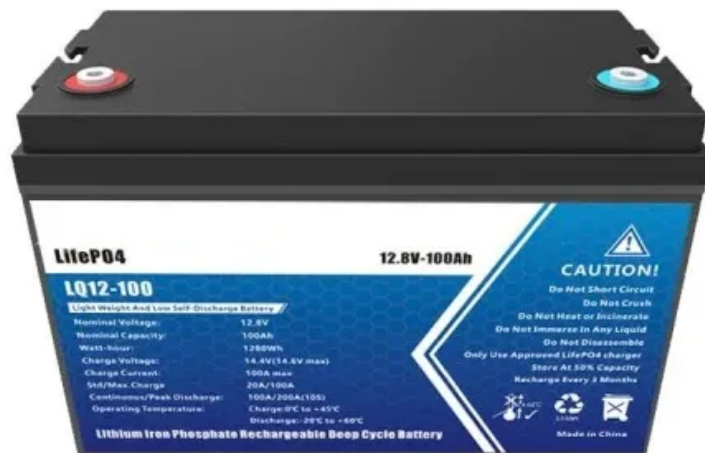 LifePO4
12.8V-100Ah
LQ12-100
Light Weight And Low Self-Discharge Battery
Nominal Voltage: 12.8V
Nominal Capacity: 100Ah
Watt-hour: 1280Wh
Charge Voltage: 14.4V(14.6V max)
Charge Current: 100A max
Std/Max.Charge 20A/100A
Continuous/Peak Discharge: 100A/200A(10S)
Operating Temperature: Charge:0℃ to +45℃
Discharge:-20℃ to +60℃
Lithium Iron Phosphate Rechargeable Deep Cycle Battery
CAUTION!
Do Not Short Circuit
Do Not Crush
Do Not Heat or Incinerate
Do Not Immerse In Any Liquid
Do Not Disassemble
Only Use Approved LifePO4 charger
Store At 50% Capacity
Recharge Every 3 Months
Made in China